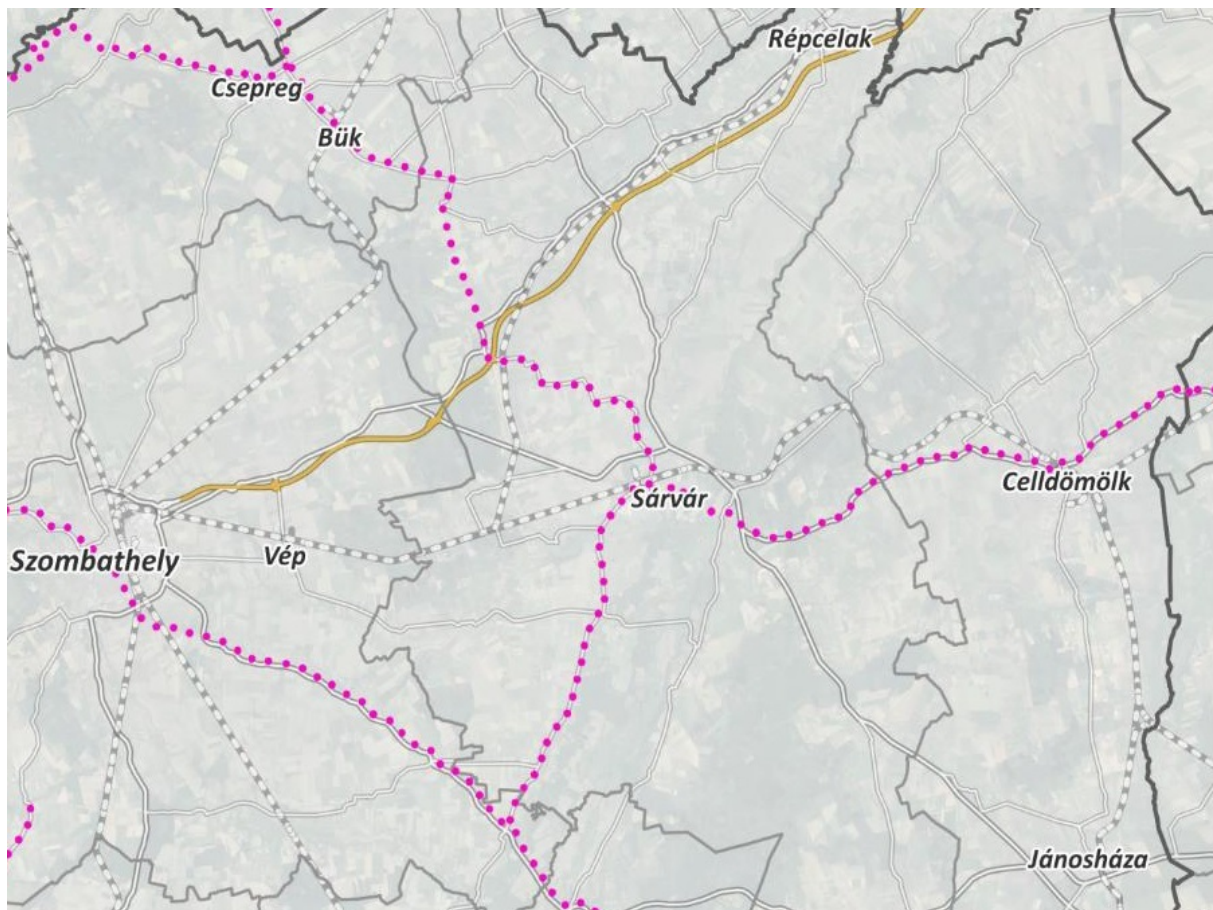 Répcelak
Csepreg
Bük
Sárvár
Celldömölk
Szombathely
Vép
Jánosháza